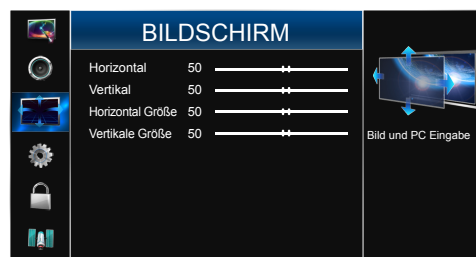 BILDSCHIRM
Horizontal 50
Vertikal 50
Horizontal Größe 50
Vertikale Größe 50
Bild und PC Eingabe